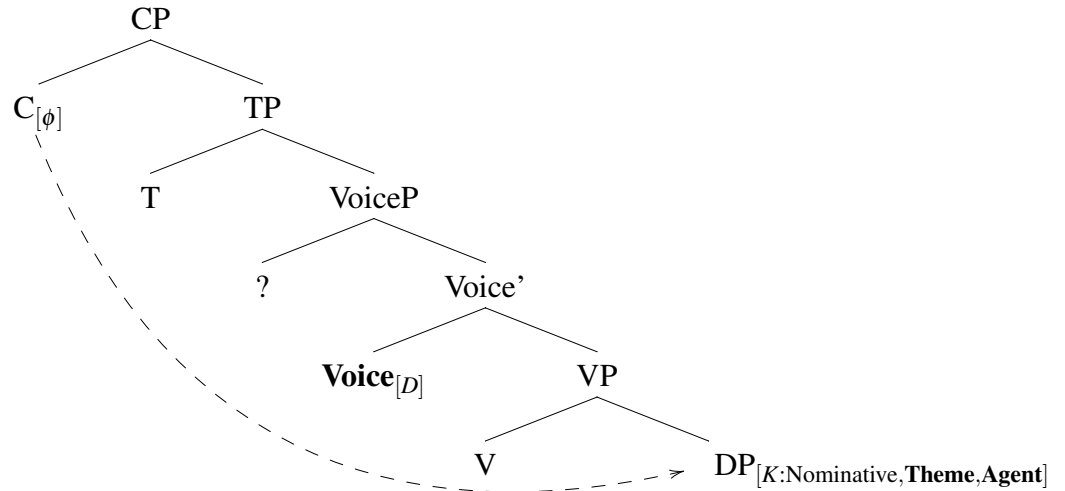 CP
C[ϕ] TP
T VoiceP
? Voice’
Voice[D] VP
V DP[K:Nominative,Theme,Agent]